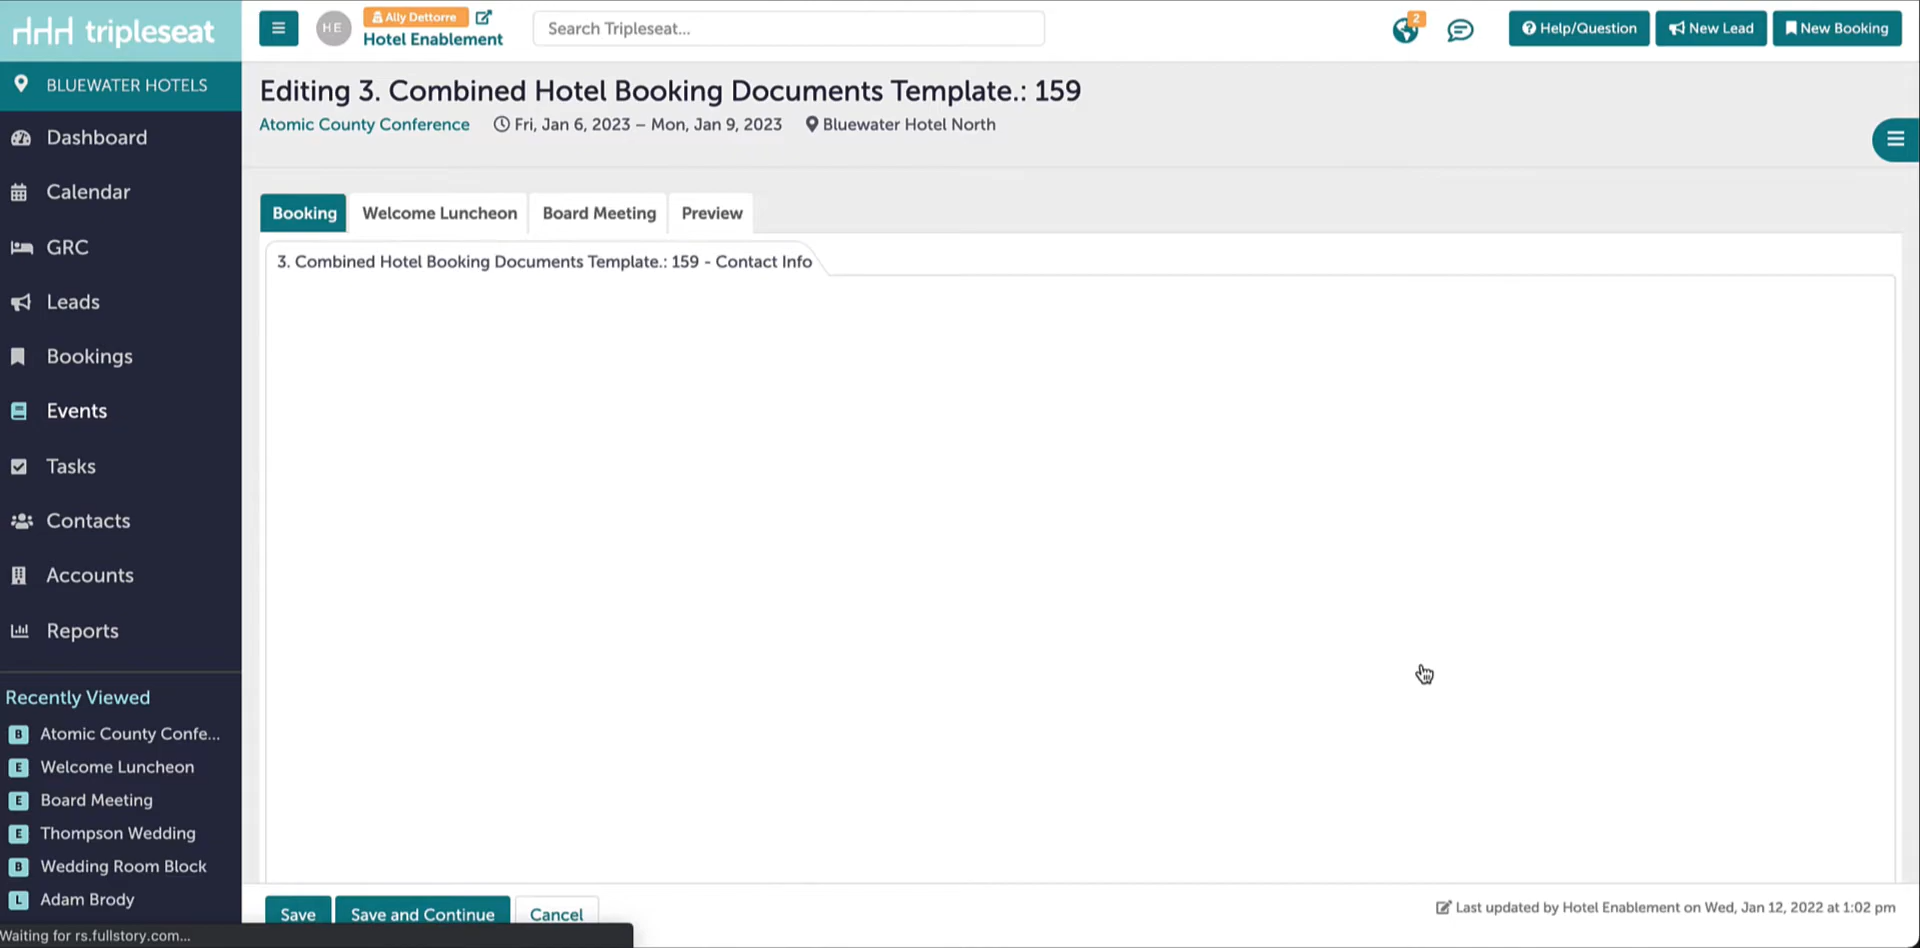 tripleseat
HE
Ally Dettorre
Hotel Enablement
Search Tripleseat...
2
Help/Question
New Lead
New Booking
BLUEWATER HOTELS
Dashboard
Calendar
GRC
Leads
Bookings
Events
Tasks
Contacts
Accounts
Reports
Recently Viewed
B Atomic County Confe...
E Welcome Luncheon
E Board Meeting
E Thompson Wedding
B Wedding Room Block
L Adam Brody
Editing 3. Combined Hotel Booking Documents Template.: 159
Atomic County Conference Fri, Jan 6, 2023 – Mon, Jan 9, 2023 Bluewater Hotel North
Booking Welcome Luncheon Board Meeting Preview
3. Combined Hotel Booking Documents Template.: 159 - Contact Info
Save Save and Continue Cancel
Last updated by Hotel Enablement on Wed, Jan 12, 2022 at 1:02 pm
Waiting for rs.fullstory.com...